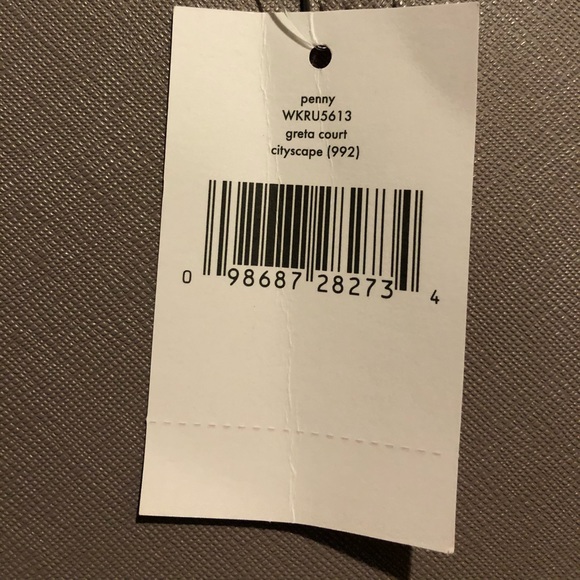 penny
WKRU5613
greta court
cityscape (992)
0 98687 28273 4